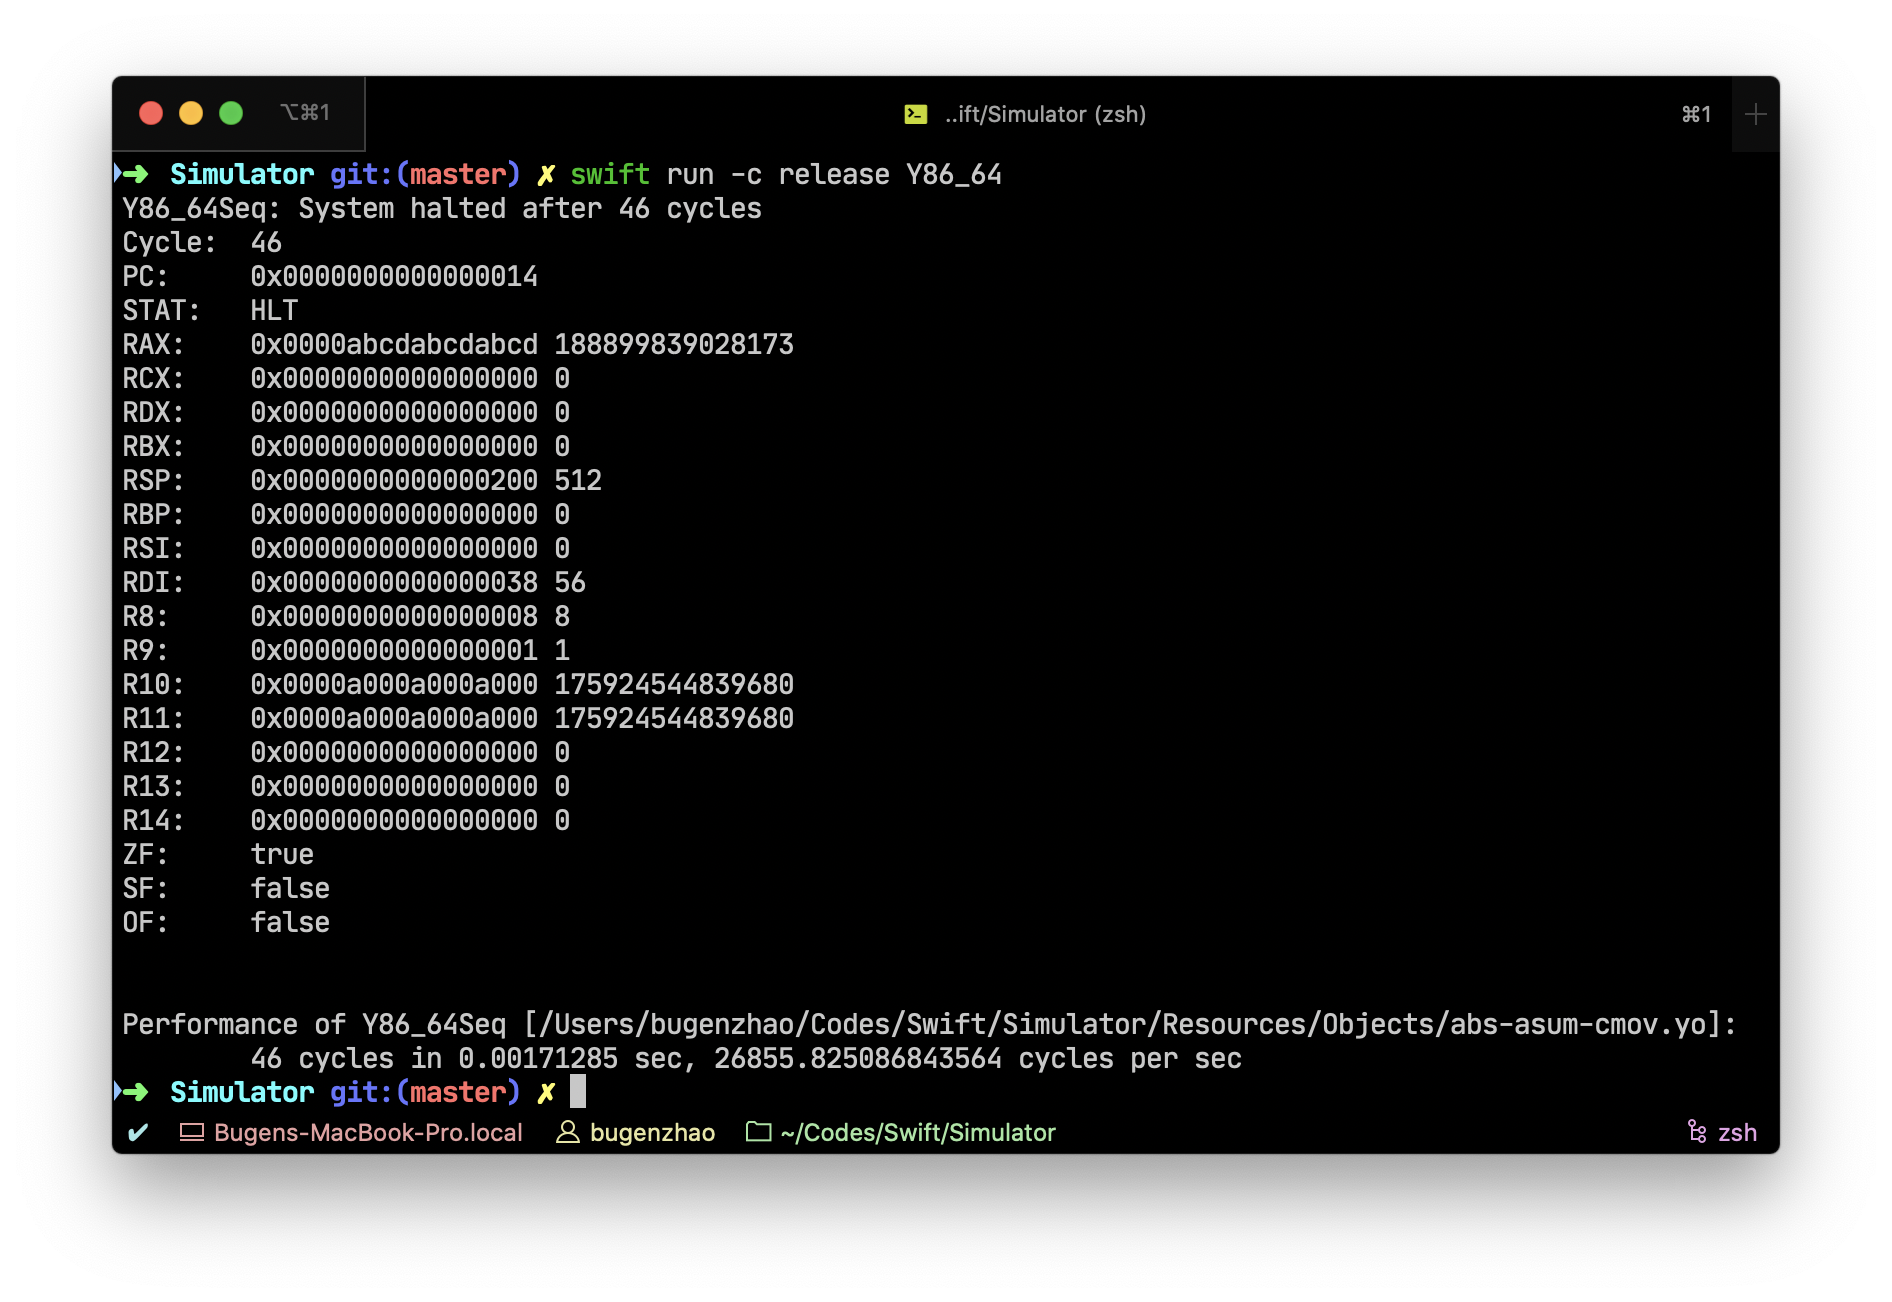 ⌥⌘1 ..ift/Simulator (zsh) ⌘1
➜ Simulator git:(master) ✗ swift run -c release Y86_64
Y86_64Seq: System halted after 46 cycles
Cycle: 46
PC: 0x0000000000000014
STAT: HLT
RAX: 0x0000abcdabcdabcd 188899839028173
RCX: 0x0000000000000000 0
RDX: 0x0000000000000000 0
RBX: 0x0000000000000000 0
RSP: 0x0000000000000200 512
RBP: 0x0000000000000000 0
RSI: 0x0000000000000000 0
RDI: 0x0000000000000038 56
R8: 0x0000000000000008 8
R9: 0x0000000000000001 1
R10: 0x0000a000a000a000 175924544839680
R11: 0x0000a000a000a000 175924544839680
R12: 0x0000000000000000 0
R13: 0x0000000000000000 0
R14: 0x0000000000000000 0
ZF: true
SF: false
OF: false
Performance of Y86_64Seq [/Users/bugenzhao/Codes/Swift/Simulator/Resources/Objects/abs-asum-cmov.yo]:
46 cycles in 0.00171285 sec, 26855.825086843564 cycles per sec
➜ Simulator git:(master) ✗
✔ Bugens-MacBook-Pro.local bugenzhao ~/Codes/Swift/Simulator zsh